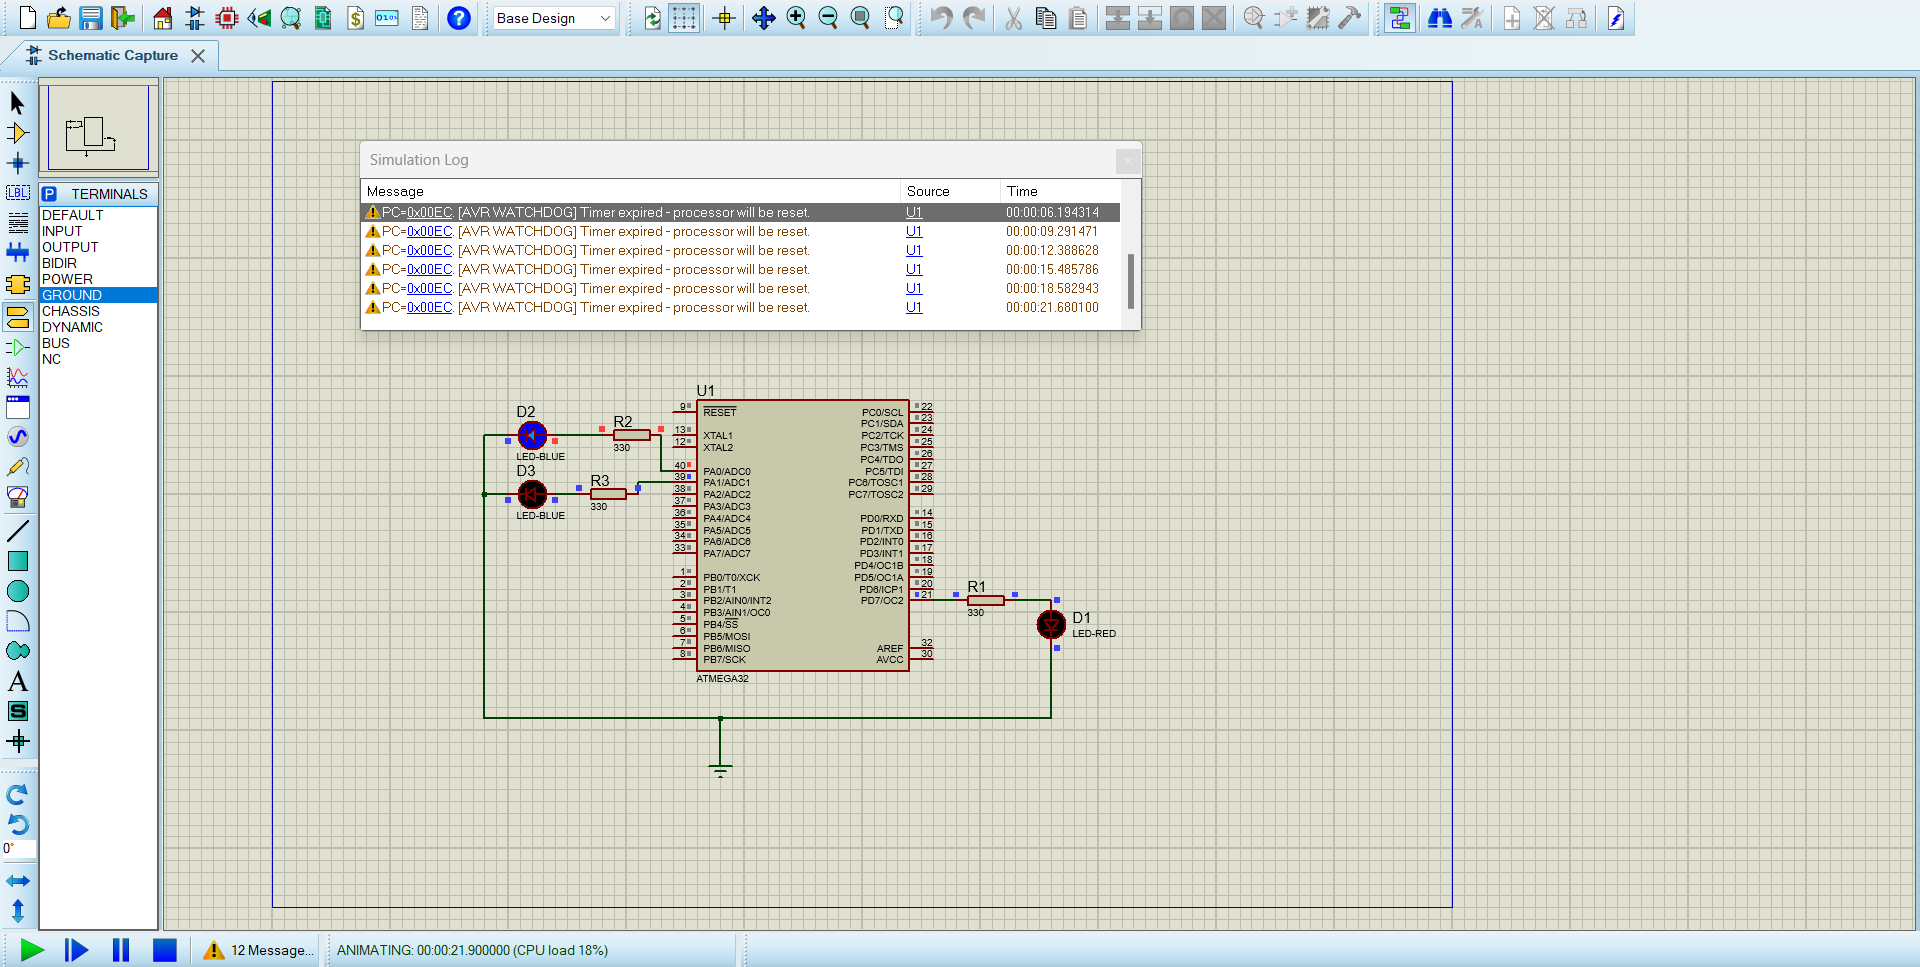 Base Design
Schematic Capture
LBL
P TERMINALS
DEFAULT
INPUT
OUTPUT
BIDIR
POWER
GROUND
CHASSIS
DYNAMIC
BUS
NC
A
S
0°
Simulation Log
Message Source Time
PC=0x00EC. [AVR WATCHDOG] Timer expired - processor will be reset. U1 00:00:06.194314
PC=0x00EC. [AVR WATCHDOG] Timer expired - processor will be reset. U1 00:00:09.291471
PC=0x00EC. [AVR WATCHDOG] Timer expired - processor will be reset. U1 00:00:12.388628
PC=0x00EC. [AVR WATCHDOG] Timer expired - processor will be reset. U1 00:00:15.485786
PC=0x00EC. [AVR WATCHDOG] Timer expired - processor will be reset. U1 00:00:18.582943
PC=0x00EC. [AVR WATCHDOG] Timer expired - processor will be reset. U1 00:00:21.680100
D2
LED-BLUE
R2
330
D3
LED-BLUE
R3
330
U1
9 RESET
13 XTAL1
12 XTAL2
40 PA0/ADC0
39 PA1/ADC1
38 PA2/ADC2
37 PA3/ADC3
36 PA4/ADC4
35 PA5/ADC5
34 PA6/ADC6
33 PA7/ADC7
1 PB0/T0/XCK
2 PB1/T1
3 PB2/AIN0/INT2
4 PB3/AIN1/OC0
5 PB4/SS
6 PB5/MOSI
7 PB6/MISO
8 PB7/SCK
PC0/SCL 22
PC1/SDA 23
PC2/TCK 24
PC3/TMS 25
PC4/TDO 26
PC5/TDI 27
PC6/TOSC1 28
PC7/TOSC2 29
PD0/RXD 14
PD1/TXD 15
PD2/INT0 16
PD3/INT1 17
PD4/OC1B 18
PD5/OC1A 19
PD6/ICP1 20
PD7/OC2 21
AREF 32
AVCC 30
ATMEGA32
R1
330
D1
LED-RED
12 Message...
ANIMATING: 00:00:21.900000 (CPU load 18%)